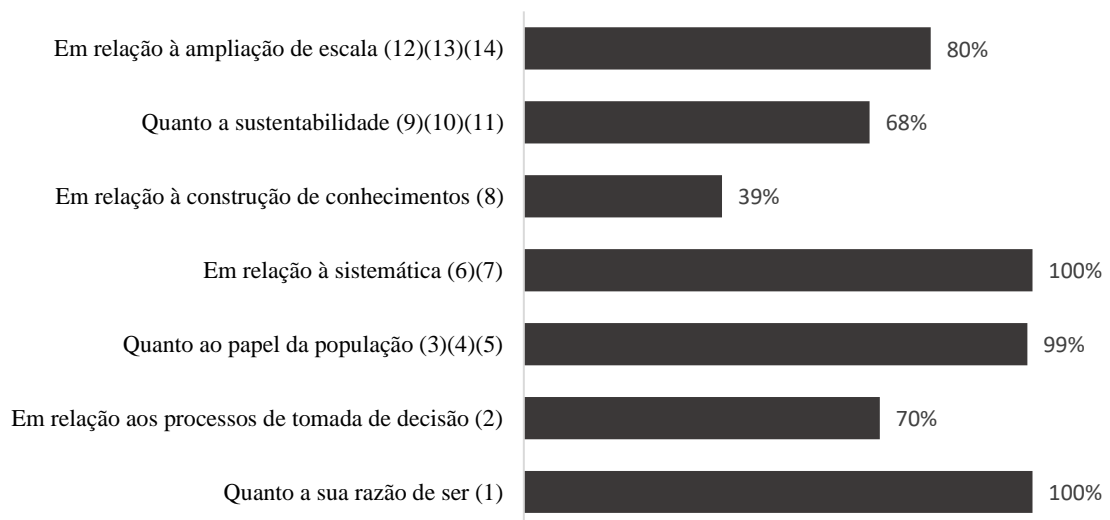 Em relação à ampliação de escala (12)(13)(14) 80%
Quanto a sustentabilidade (9)(10)(11) 68%
Em relação à construção de conhecimentos (8) 39%
Em relação à sistemática (6)(7) 100%
Quanto ao papel da população (3)(4)(5) 99%
Em relação aos processos de tomada de decisão (2) 70%
Quanto a sua razão de ser (1) 100%